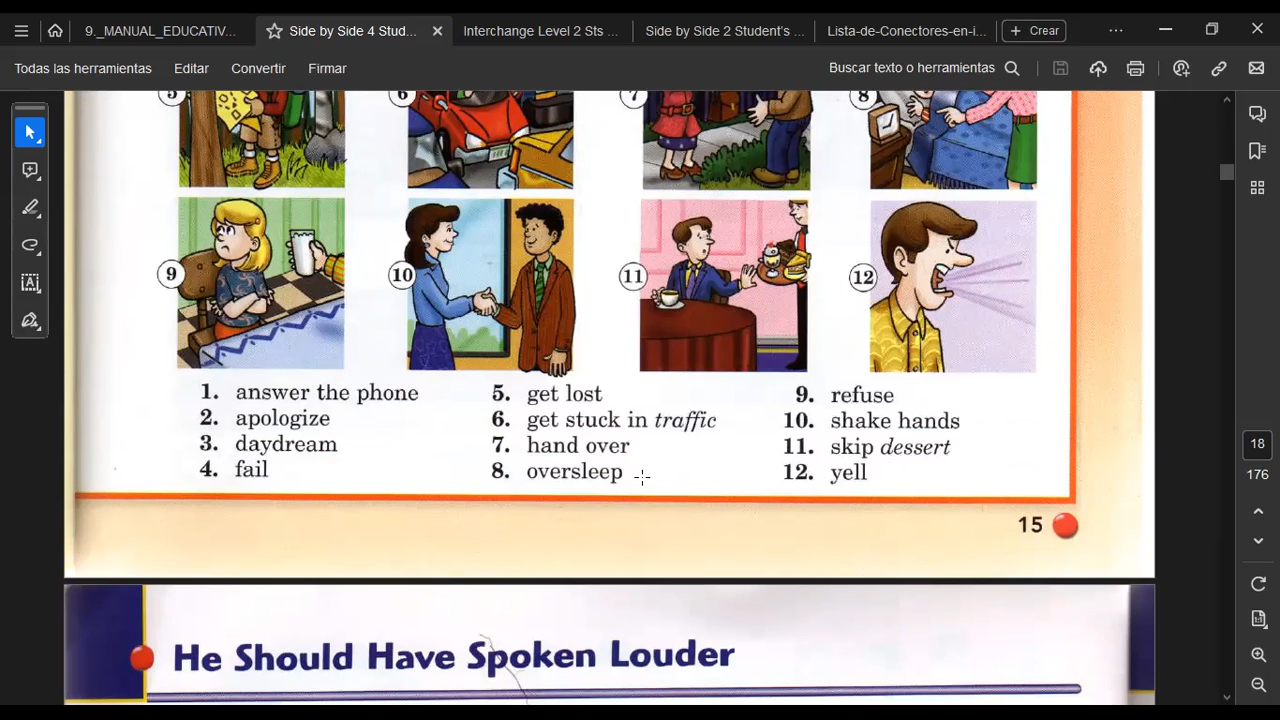 9._MANUAL_EDUCATIV... Side by Side 4 Stud... Interchange Level 2 Sts ... Side by Side 2 Student's ... Lista-de-Conectores-en-i... + Crear
Todas las herramientas Editar Convertir Firmar Buscar texto o herramientas
5 6 7 8
9 10 11 12
1. answer the phone 5. get lost 9. refuse
2. apologize 6. get stuck in traffic 10. shake hands
3. daydream 7. hand over 11. skip dessert
4. fail 8. oversleep 12. yell
18
176
15
He Should Have Spoken Louder